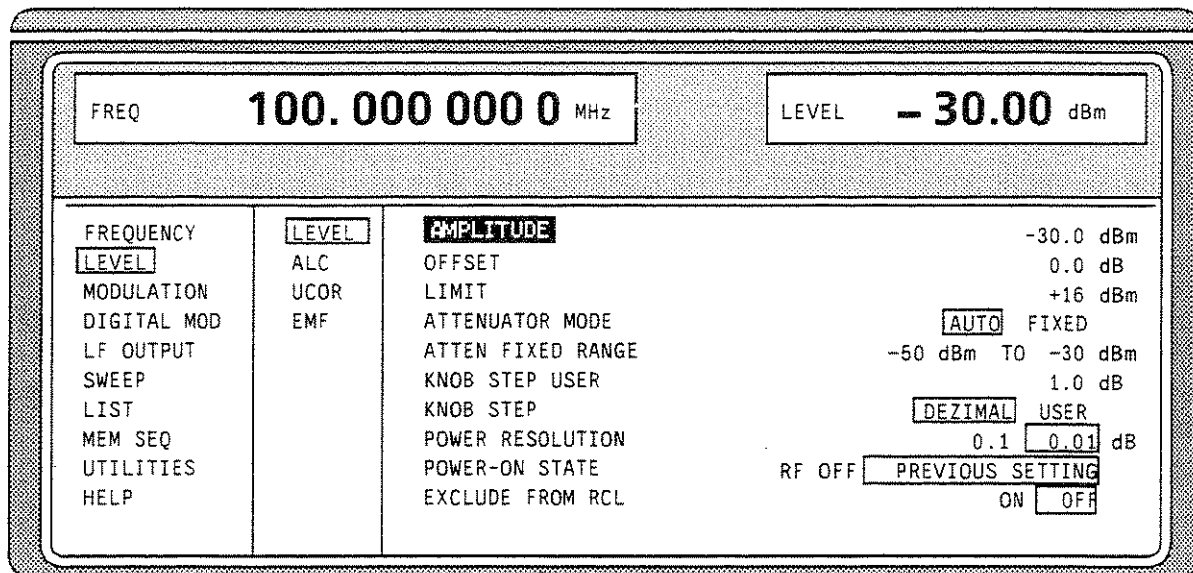 FREQ 100. 000 000 0 MHz
LEVEL – 30.00 dBm
FREQUENCY
LEVEL
MODULATION
DIGITAL MOD
LF OUTPUT
SWEEP
LIST
MEM SEQ
UTILITIES
HELP
LEVEL
ALC
UCOR
EMF
AMPLITUDE -30.0 dBm
OFFSET 0.0 dB
LIMIT +16 dBm
ATTENUATOR MODE AUTO FIXED
ATTEN FIXED RANGE -50 dBm TO -30 dBm
KNOB STEP USER 1.0 dB
KNOB STEP DEZIMAL USER
POWER RESOLUTION 0.1 0.01 dB
POWER-ON STATE RF OFF PREVIOUS SETTING
EXCLUDE FROM RCL ON OFF